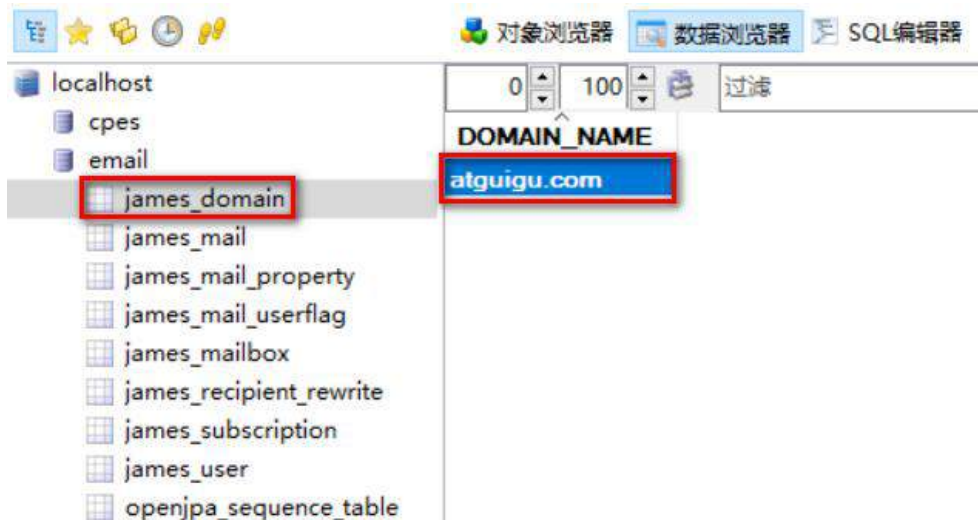 对象浏览器 数据浏览器 SQL编辑器
localhost
cpes
email
james_domain
james_mail
james_mail_property
james_mail_userflag
james_mailbox
james_recipient_rewrite
james_subscription
james_user
openjpa_sequence_table
0 100 过滤
DOMAIN_NAME
atguigu.com